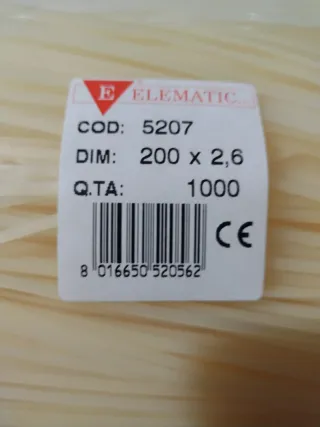 E ELEMATIC
COD: 5207
DIM: 200 x 2,6
Q.TA: 1000
CE
8 016650 520562